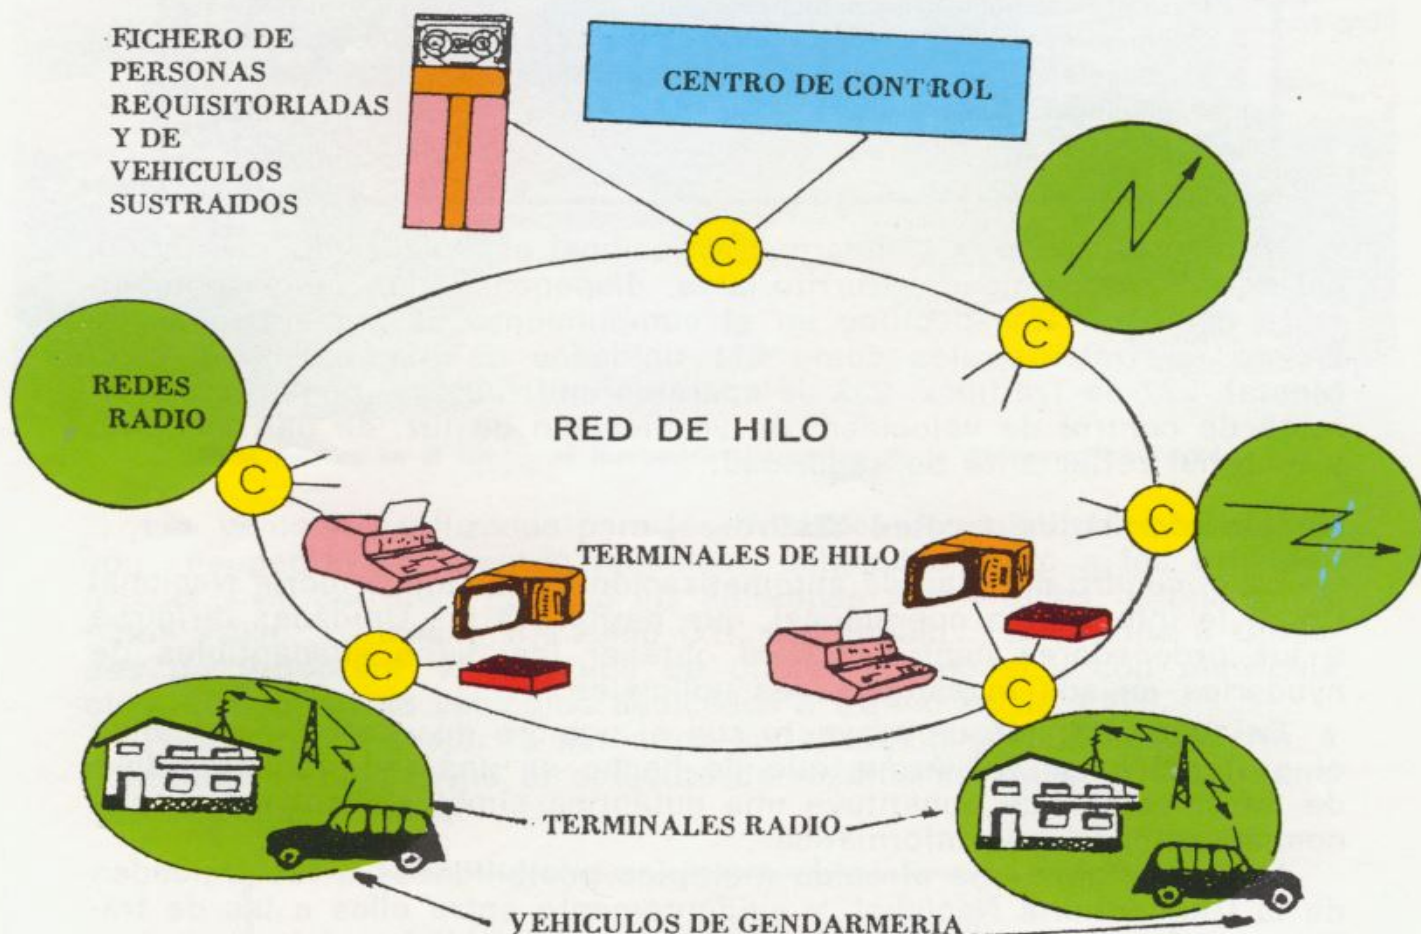 FICHERO DE
PERSONAS
REQUISITORIADAS
Y DE
VEHICULOS
SUSTRAIDOS
CENTRO DE CONTROL
C
C
REDES
RADIO
RED DE HILO
C
C
TERMINALES DE HILO
C
C
TERMINALES RADIO
VEHICULOS DE GENDARMERIA